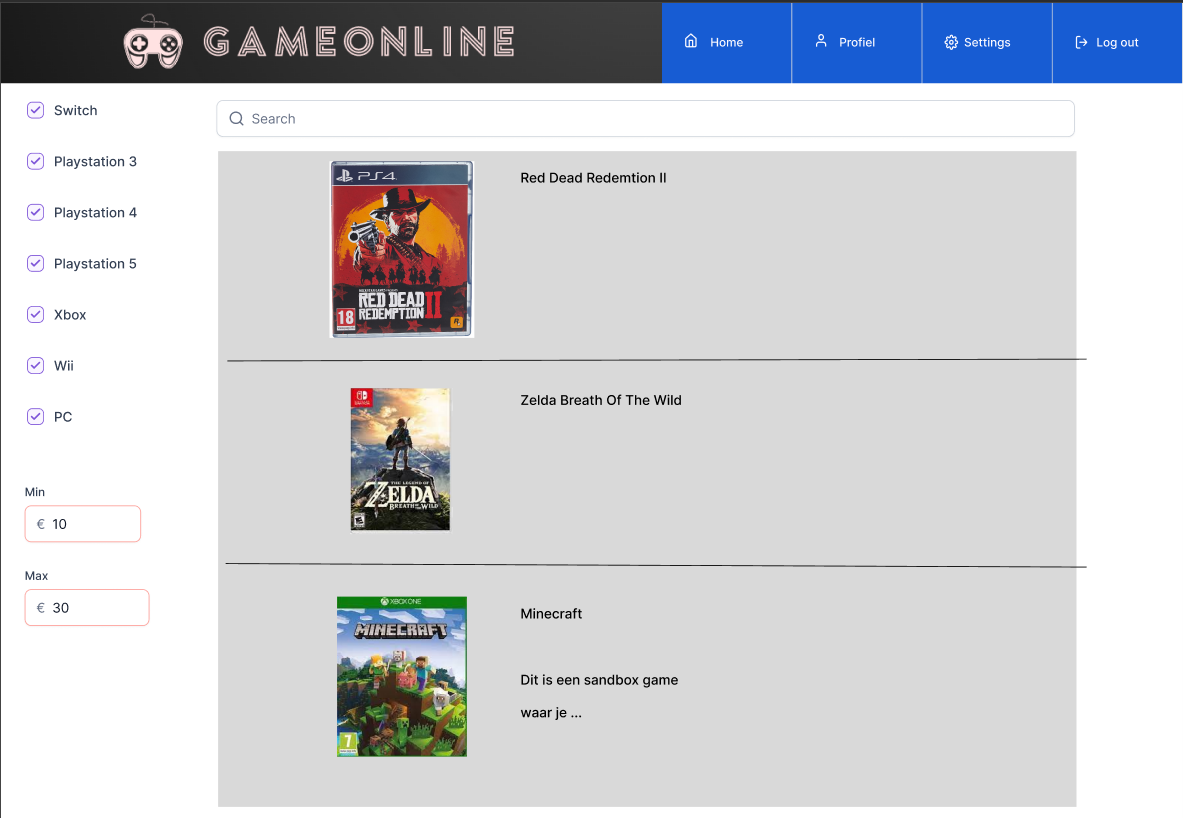 GAMEONLINE
Home
Profiel
Settings
Log out
Switch
Playstation 3
Playstation 4
Playstation 5
Xbox
Wii
PC
Min
€ 10
Max
€ 30
Search
PS4
RED DEAD
REDEMPTION II
18
R
Red Dead Redemtion II
THE LEGEND OF
ZELDA
BREATH OF THE WILD
E
Zelda Breath Of The Wild
XBOX ONE
MINECRAFT
7
Minecraft
Dit is een sandbox game
waar je ...